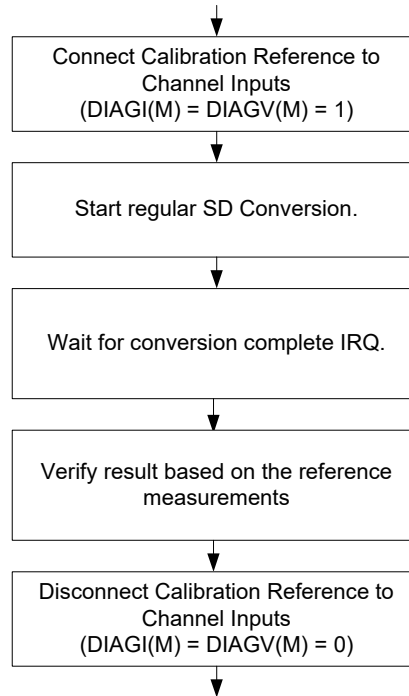 Connect Calibration Reference to
Channel Inputs
(DIAGI(M) = DIAGV(M) = 1)
Start regular SD Conversion.
Wait for conversion complete IRQ.
Verify result based on the reference
measurements
Disconnect Calibration Reference to
Channel Inputs
(DIAGI(M) = DIAGV(M) = 0)